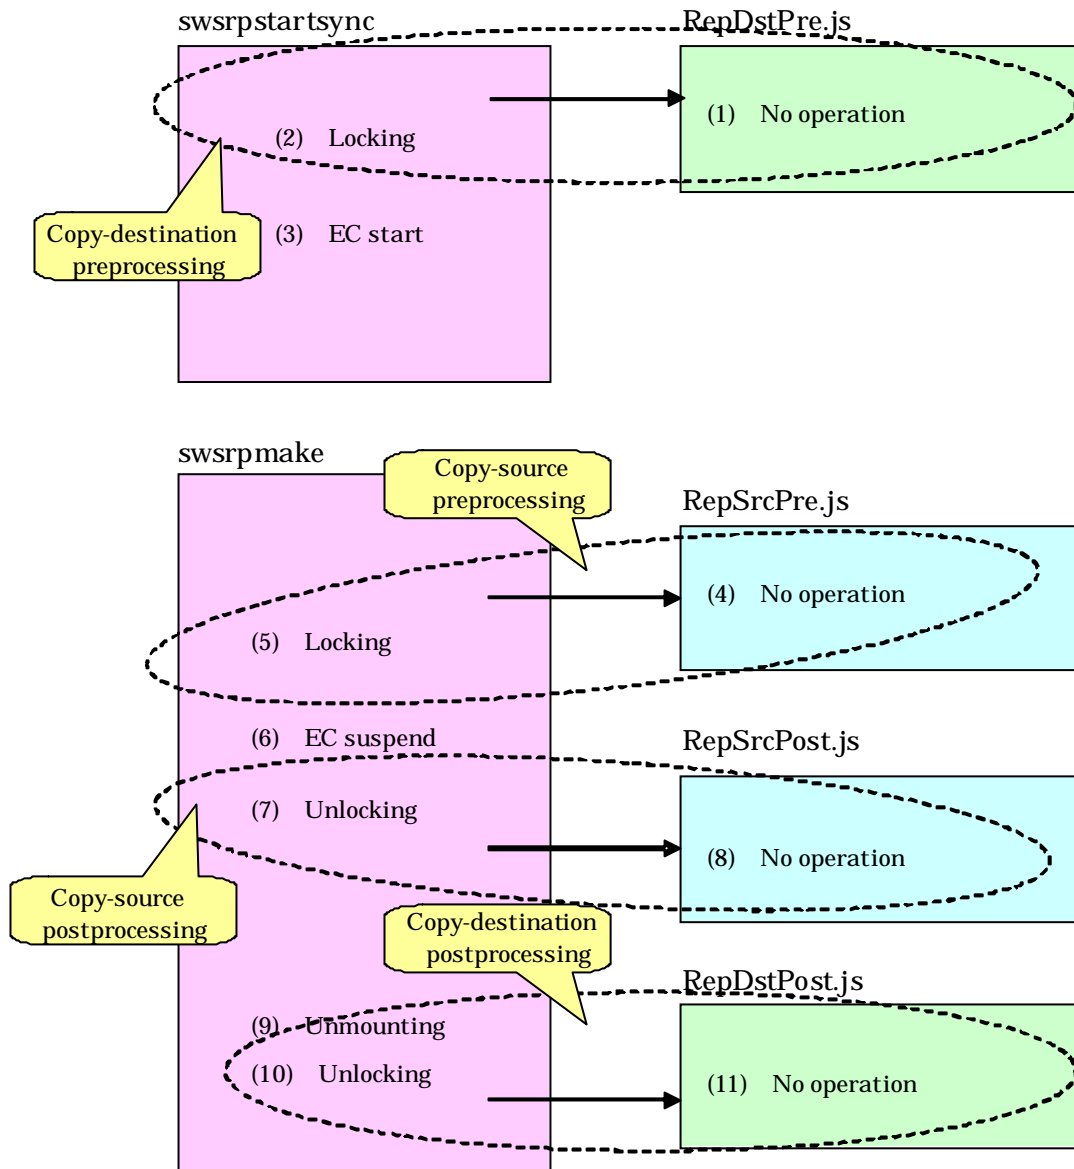 swsrpstartsync
RepDstPre.js
(1) No operation
(2) Locking
Copy-destination
preprocessing
(3) EC start
swsrpmake
Copy-source
preprocessing
RepSrcPre.js
(4) No operation
(5) Locking
(6) EC suspend
RepSrcPost.js
(7) Unlocking
(8) No operation
Copy-source
postprocessing
Copy-destination
postprocessing
RepDstPost.js
(9) Unmounting
(10) Unlocking
(11) No operation